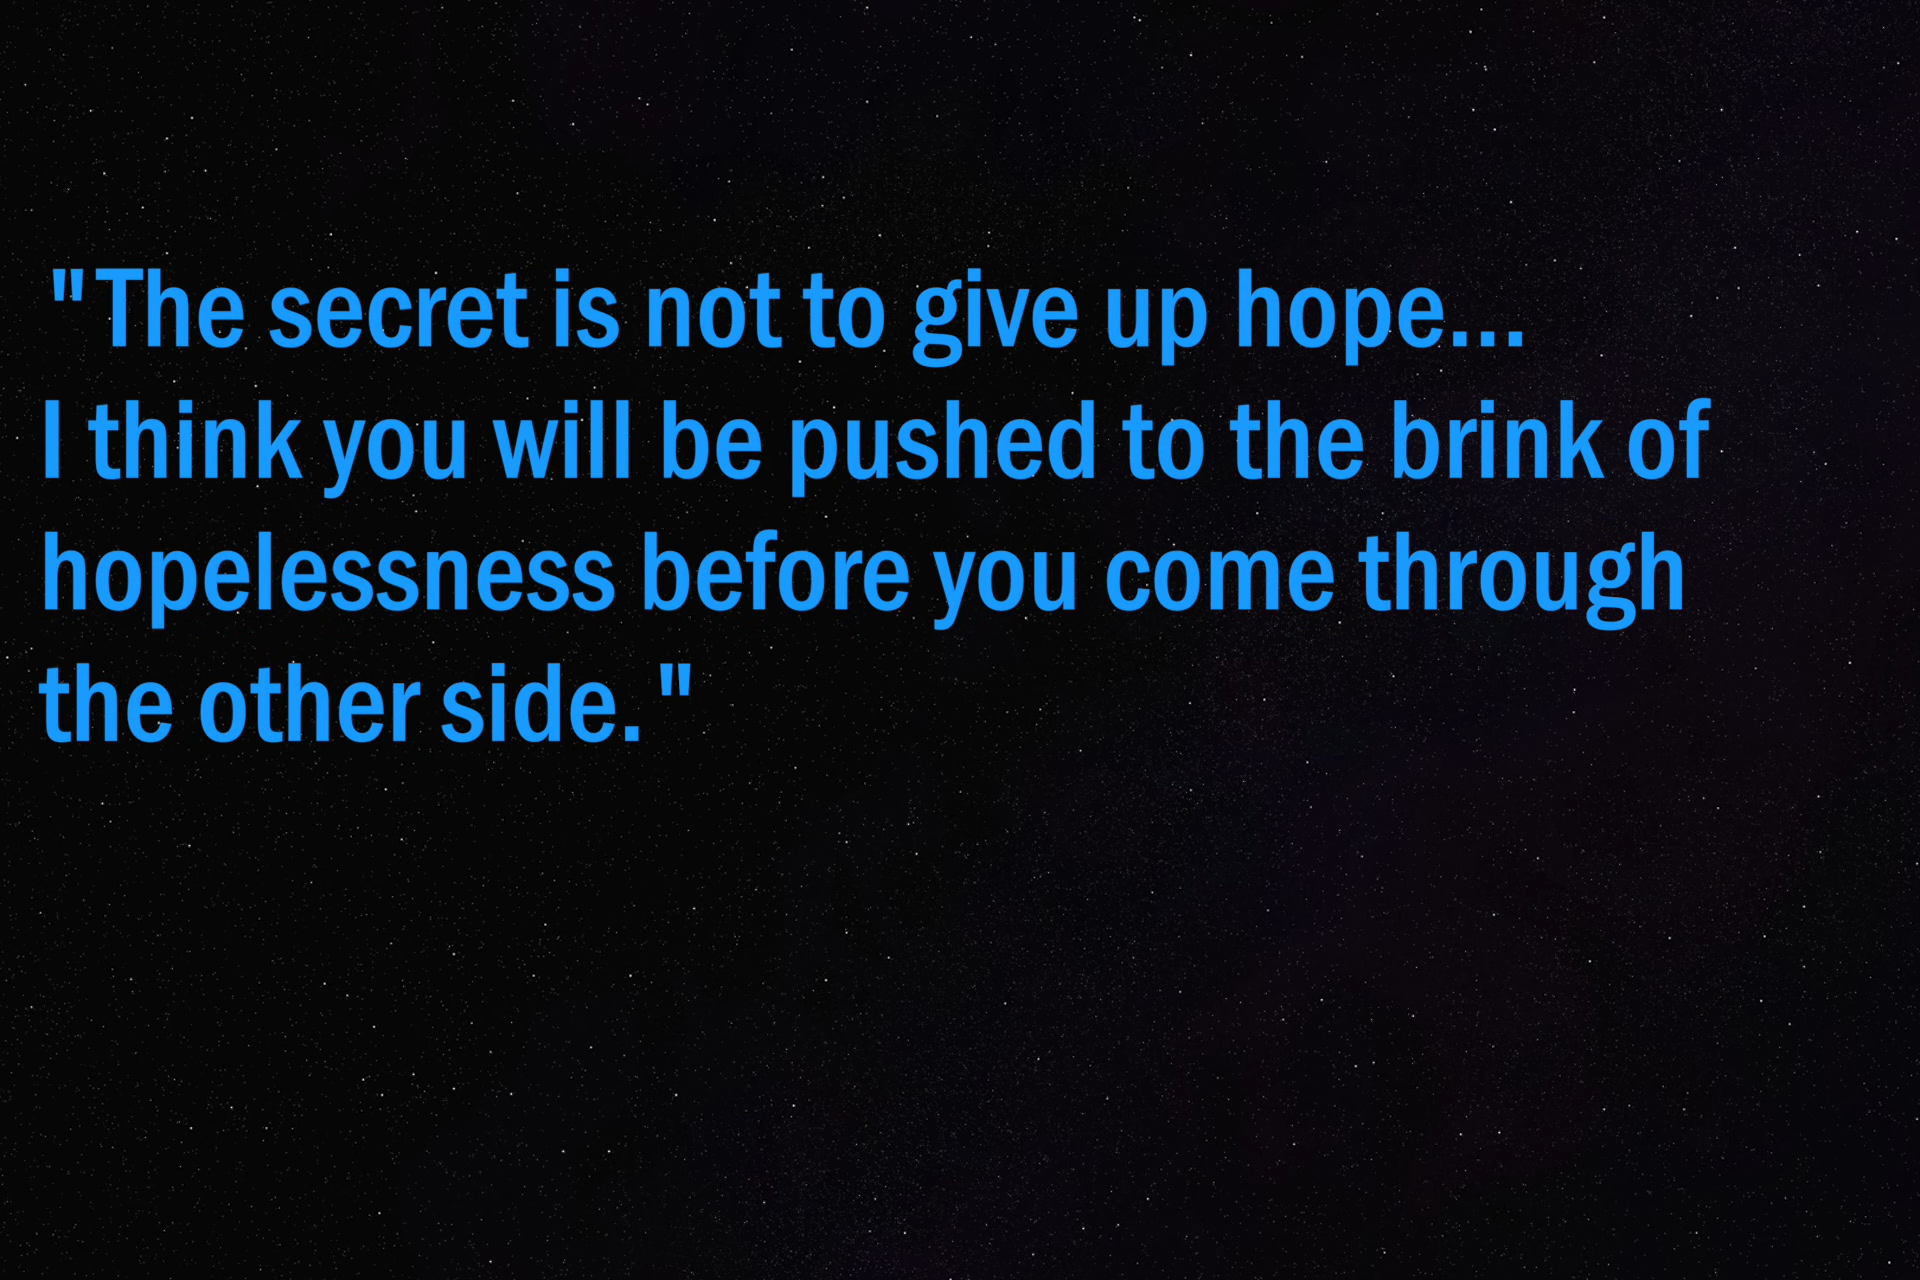 "The secret is not to give up hope...
I think you will be pushed to the brink of
hopelessness before you come through
the other side. "